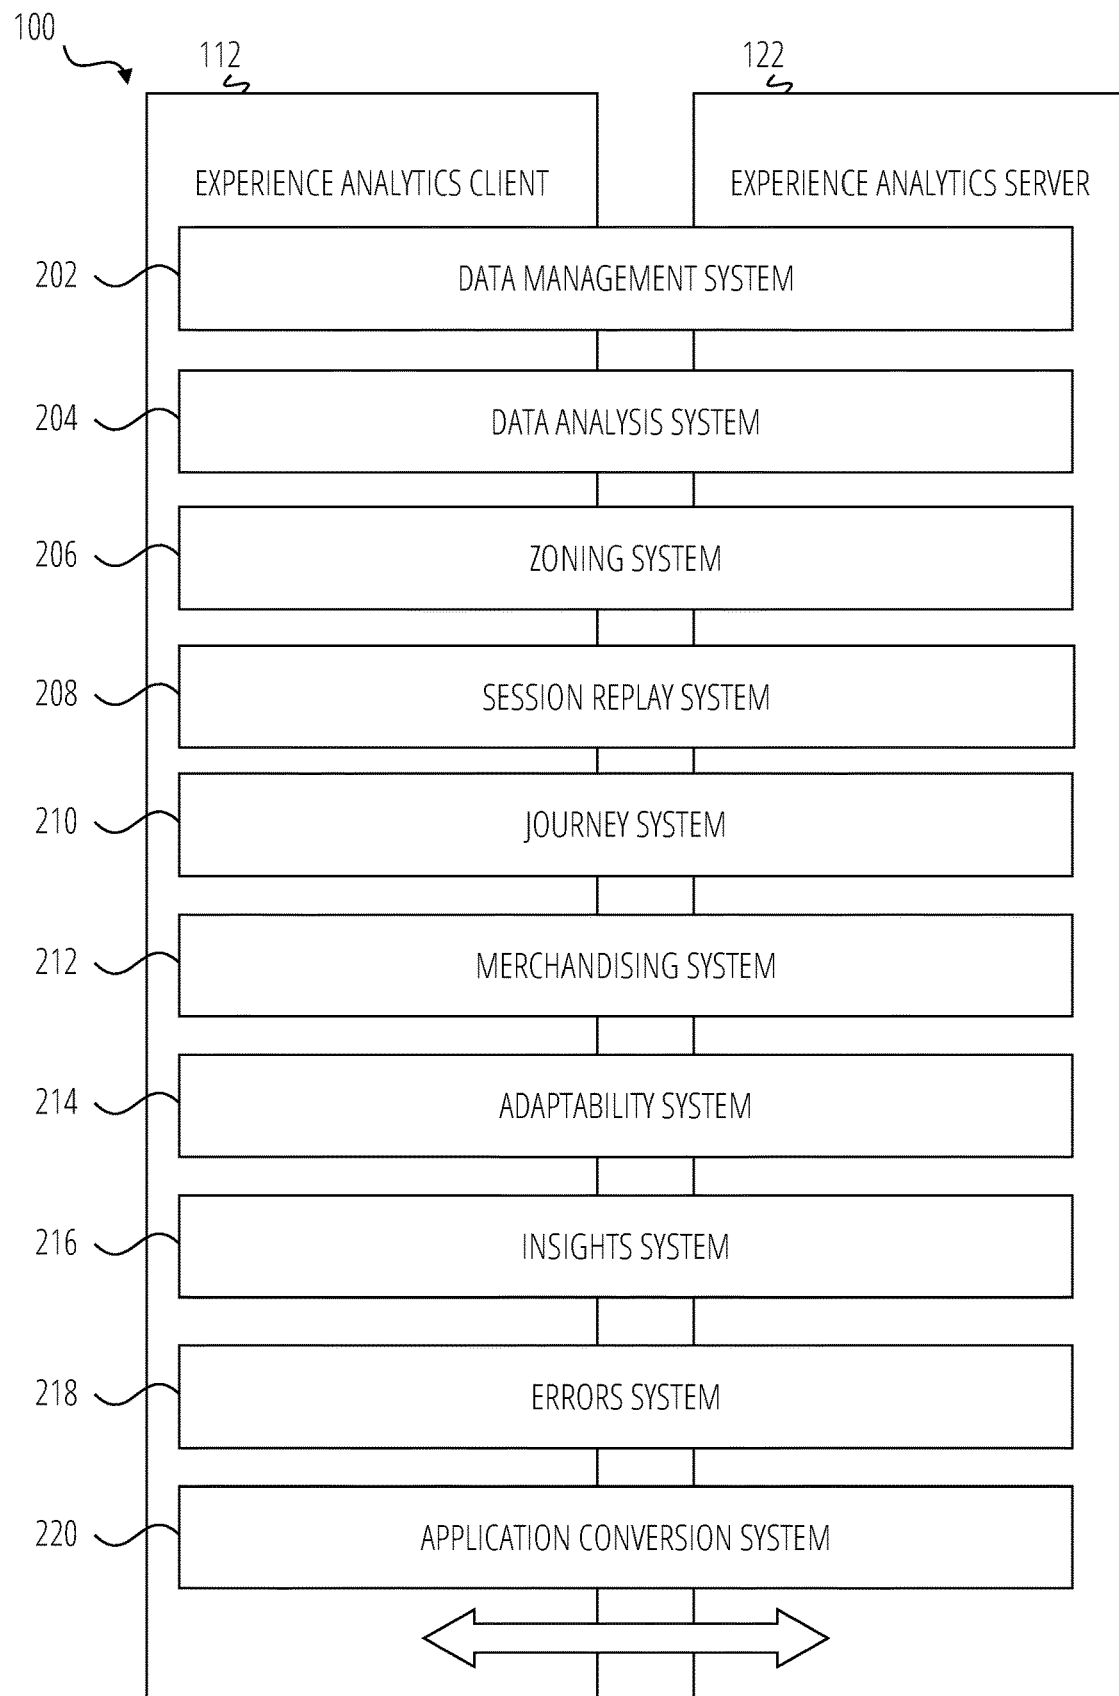 100
112
122
EXPERIENCE ANALYTICS CLIENT
EXPERIENCE ANALYTICS SERVER
202
DATA MANAGEMENT SYSTEM
204
DATA ANALYSIS SYSTEM
206
ZONING SYSTEM
208
SESSION REPLAY SYSTEM
210
JOURNEY SYSTEM
212
MERCHANDISING SYSTEM
214
ADAPTABILITY SYSTEM
216
INSIGHTS SYSTEM
218
ERRORS SYSTEM
220
APPLICATION CONVERSION SYSTEM